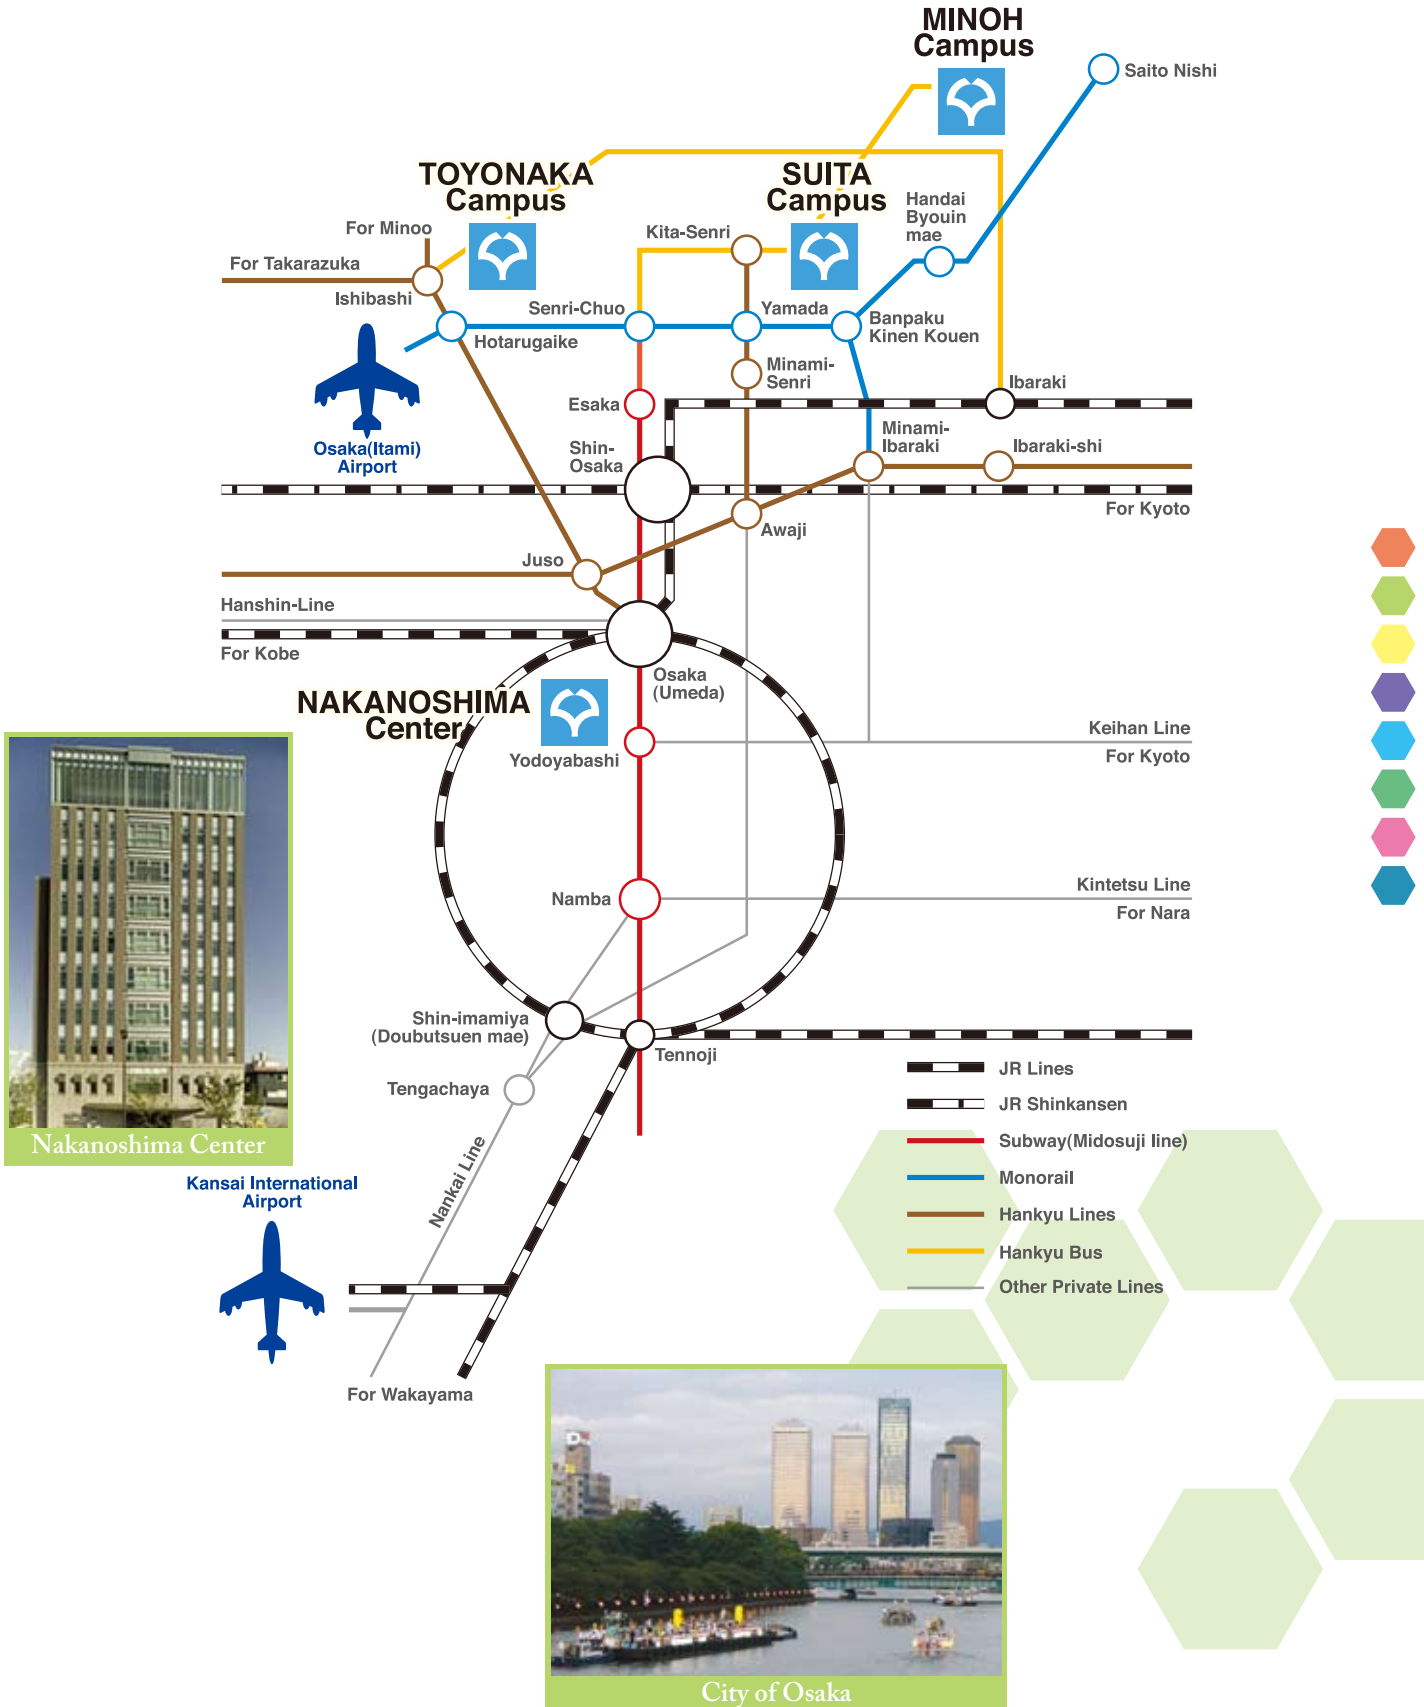 MINOH
Campus
Saito Nishi
TOYONAKA
Campus
SUITA
Campus
Handai
Byouin
mae
For Minoo
Kita-Senri
For Takarazuka
Ishibashi
Senri-Chuo
Yamada
Hotarugaike
Banpaku
Kinen Kouen
Minami-
Senri
Ibaraki
Esaka
Osaka(Itami)
Airport
Shin-
Osaka
Minami-
Ibaraki
Ibaraki-shi
For Kyoto
Awaji
Juso
Hanshin-Line
For Kobe
Osaka
(Umeda)
NAKANOSHIMA
Center
Yodoyabashi
Keihan Line
For Kyoto
Namba
Kintetsu Line
For Nara
Shin-imamiya
(Doubutsuen mae)
Tennoji
Tengachaya
Nankai Line
Nakanoshima Center
Kansai International
Airport
For Wakayama
JR Lines
JR Shinkansen
Subway(Midosuji line)
Monorail
Hankyu Lines
Hankyu Bus
Other Private Lines
City of Osaka